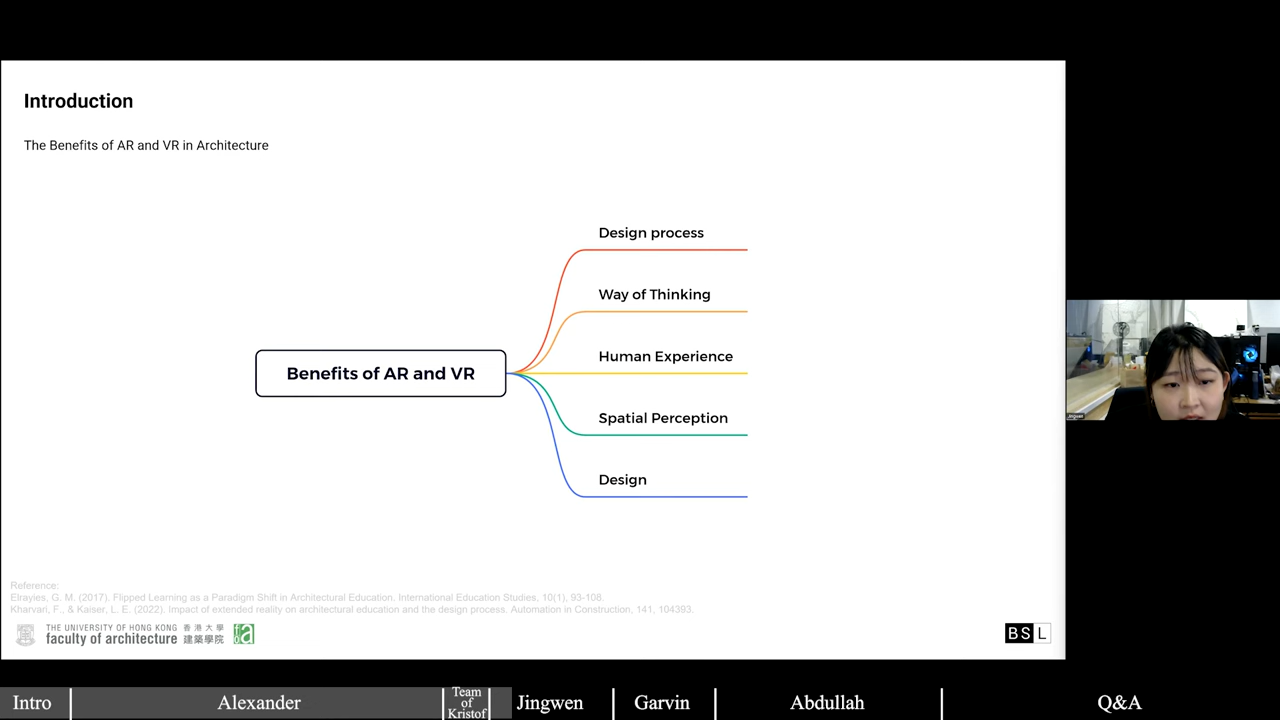 Introduction
The Benefits of AR and VR in Architecture
Benefits of AR and VR
Design process
Way of Thinking
Human Experience
Spatial Perception
Design
Reference:
Elrayies, G. M. (2017). Flipped Learning as a Paradigm Shift in Architectural Education. International Education Studies, 10(1), 93-108.
Kharvari, F., & Kaiser, L. E. (2022). Impact of extended reality on architectural education and the design process. Automation in Construction, 141, 104393.
THE UNIVERSITY OF HONG KONG 香港大學
faculty of architecture 建築學院
BSL
Jingwen
Intro
Alexander
Team
of
Kristof
Jingwen
Garvin
Abdullah
Q&A